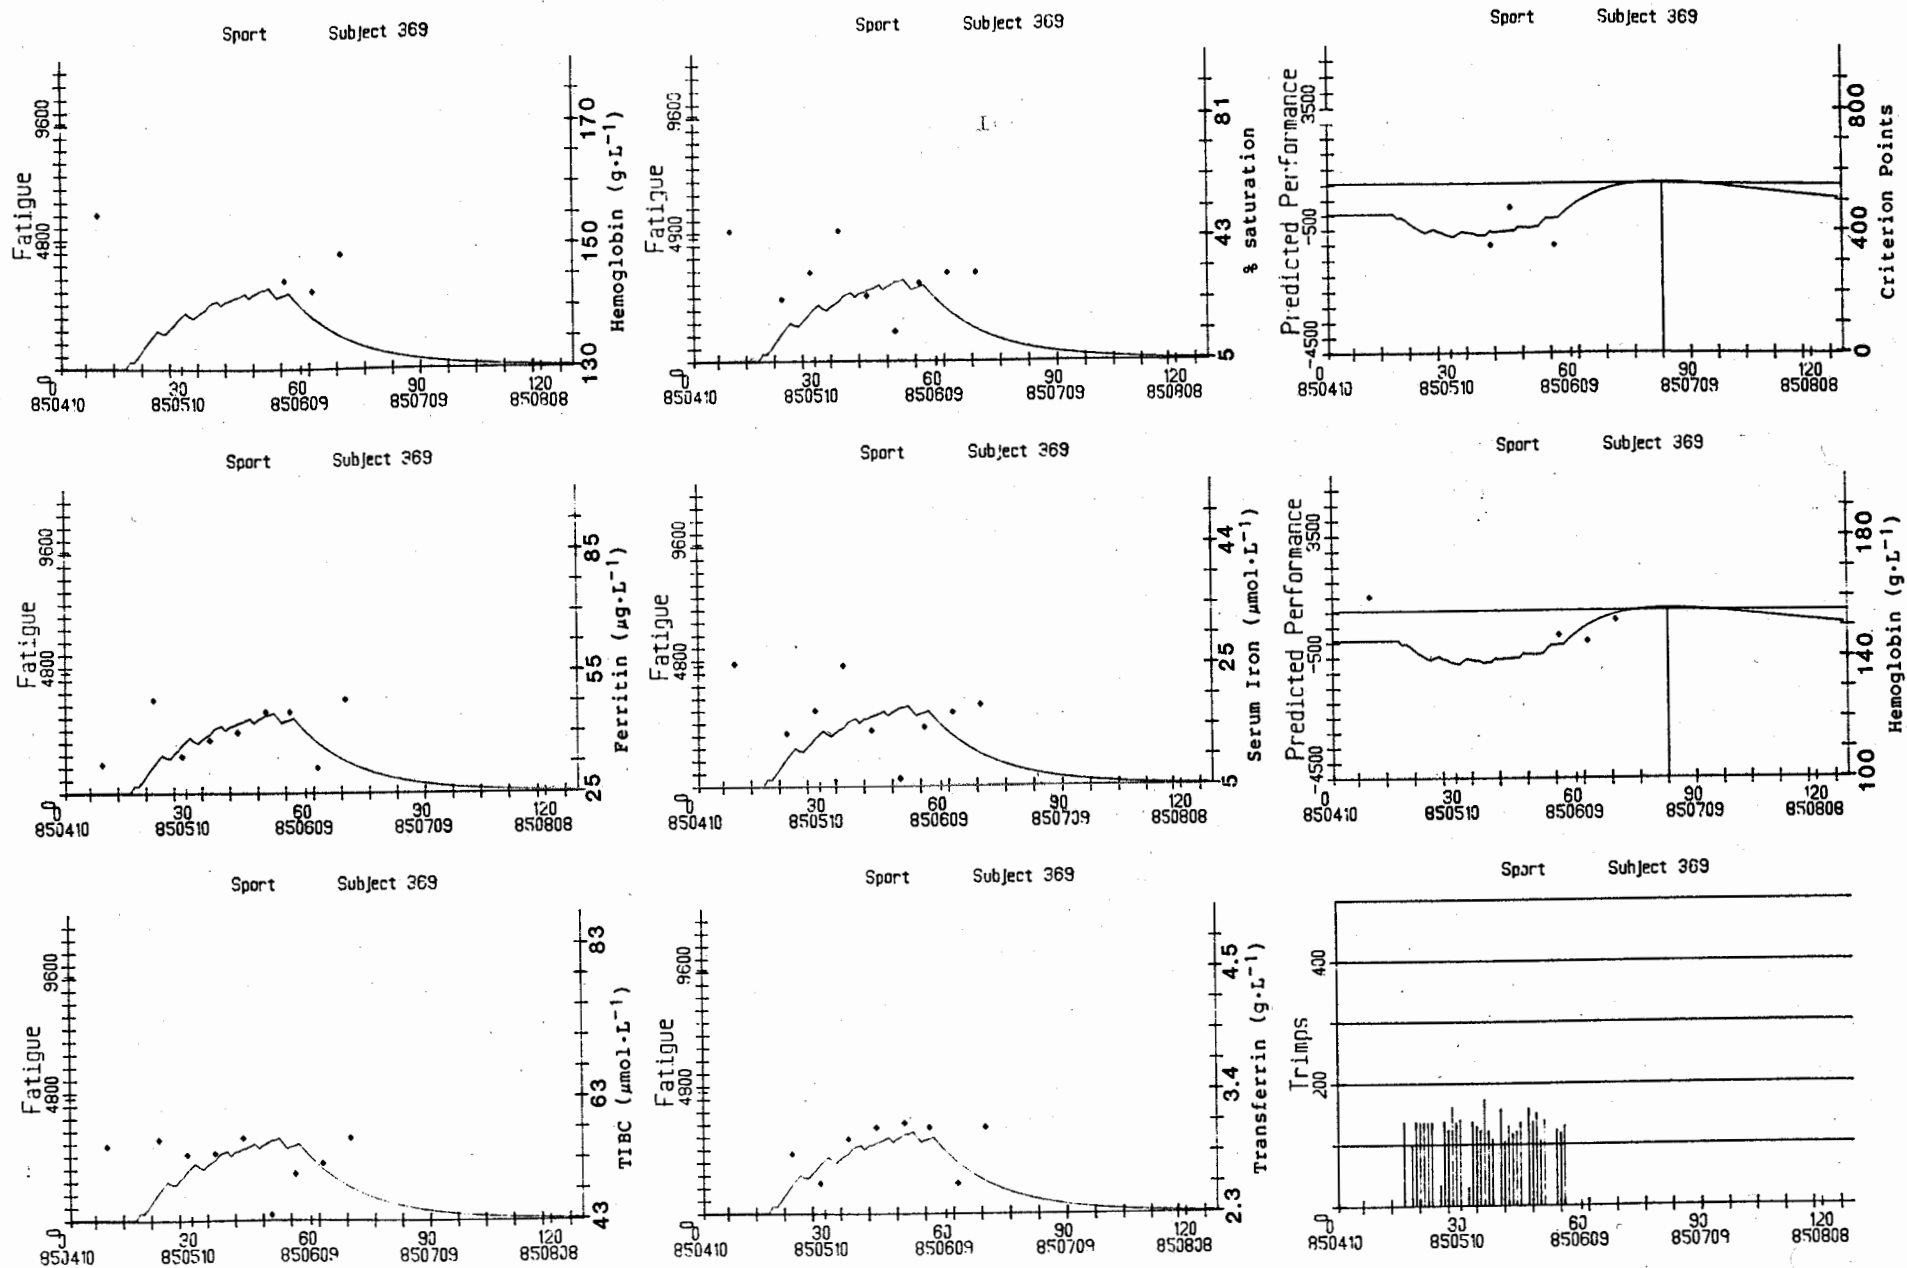 Sport Subject 369
Fatigue
0
4800
9600
130
150
170
Hemoglobin (g·L⁻¹)
0 30 60 90 120
850410 850510 850609 850709 850808
Sport Subject 369
Fatigue
0
4900
9600
5
43
81
% saturation
0 30 60 90 120
850410 850510 850609 850709 850808
Sport Subject 369
Predicted Performance
-4500
-500
3500
0
400
800
Criterion Points
0 30 60 90 120
850410 850510 850609 850709 850808
Sport Subject 369
Fatigue
0
4800
9600
25
55
85
Ferritin (µg·L⁻¹)
0 30 60 90 120
850410 850510 850609 850709 850808
Sport Subject 369
Fatigue
0
4800
9600
5
25
44
Serum Iron (µmol·L⁻¹)
0 30 60 90 120
850410 850510 850609 850709 850808
Sport Subject 369
Predicted Performance
-4500
-500
3500
100
140
180
Hemoglobin (g·L⁻¹)
0 30 60 90 120
850410 850510 850609 850709 850808
Sport Subject 369
Fatigue
0
4800
9600
43
63
83
TIBC (µmol·L⁻¹)
0 30 60 90 120
850410 850510 850609 850709 850808
Sport Subject 369
Fatigue
0
4900
9600
2.3
3.4
4.5
Transferrin (g·L⁻¹)
0 30 60 90 120
850410 850510 850609 850709 850808
Sport Subject 369
Trimps
0
200
400
0 30 60 90 120
850410 850510 850609 850709 850808